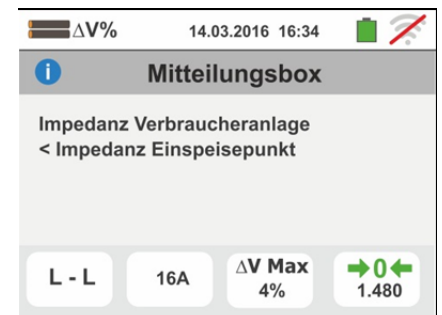 ΔV% 14.03.2016 16:34
i Mitteilungsbox
Impedanz Verbraucheranlage
< Impedanz Einspeisepunkt
L - L 16A ΔV Max 4% →0← 1.480